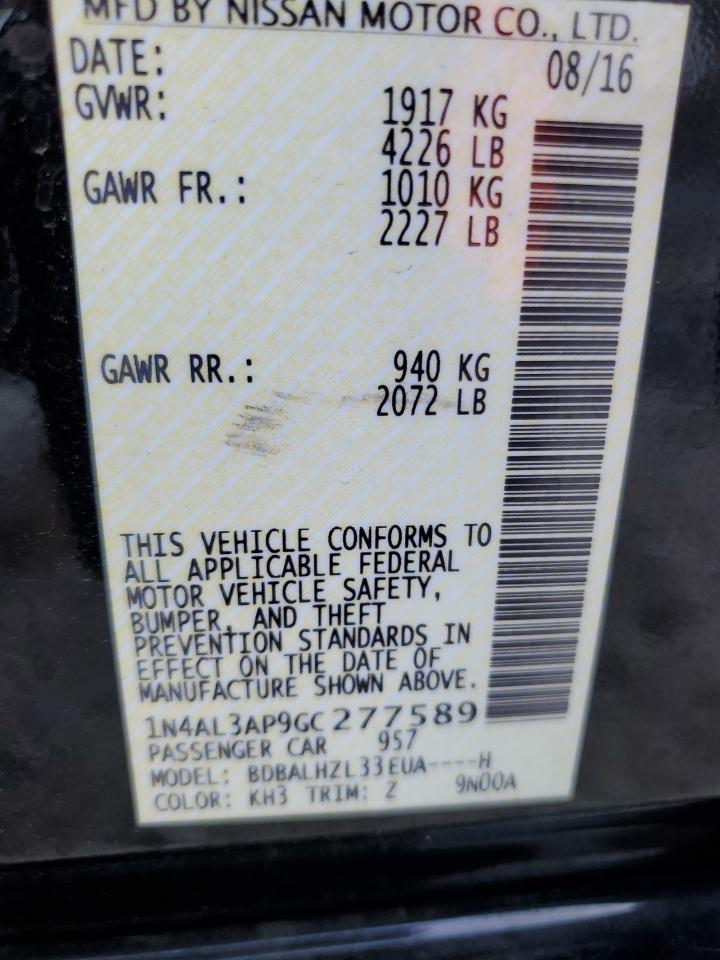 MFD BY NISSAN MOTOR CO., LTD.
DATE: 08/16
GVWR: 1917 KG
4226 LB
GAWR FR.: 1010 KG
2227 LB
GAWR RR.: 940 KG
2072 LB
THIS VEHICLE CONFORMS TO
ALL APPLICABLE FEDERAL
MOTOR VEHICLE SAFETY,
BUMPER, AND THEFT
PREVENTION STANDARDS IN
EFFECT ON THE DATE OF
MANUFACTURE SHOWN ABOVE.
1N4AL3AP9GC277589
PASSENGER CAR 957
MODEL: BDBALHZL33EUA----H
COLOR: KH3 TRIM: Z 9N00A